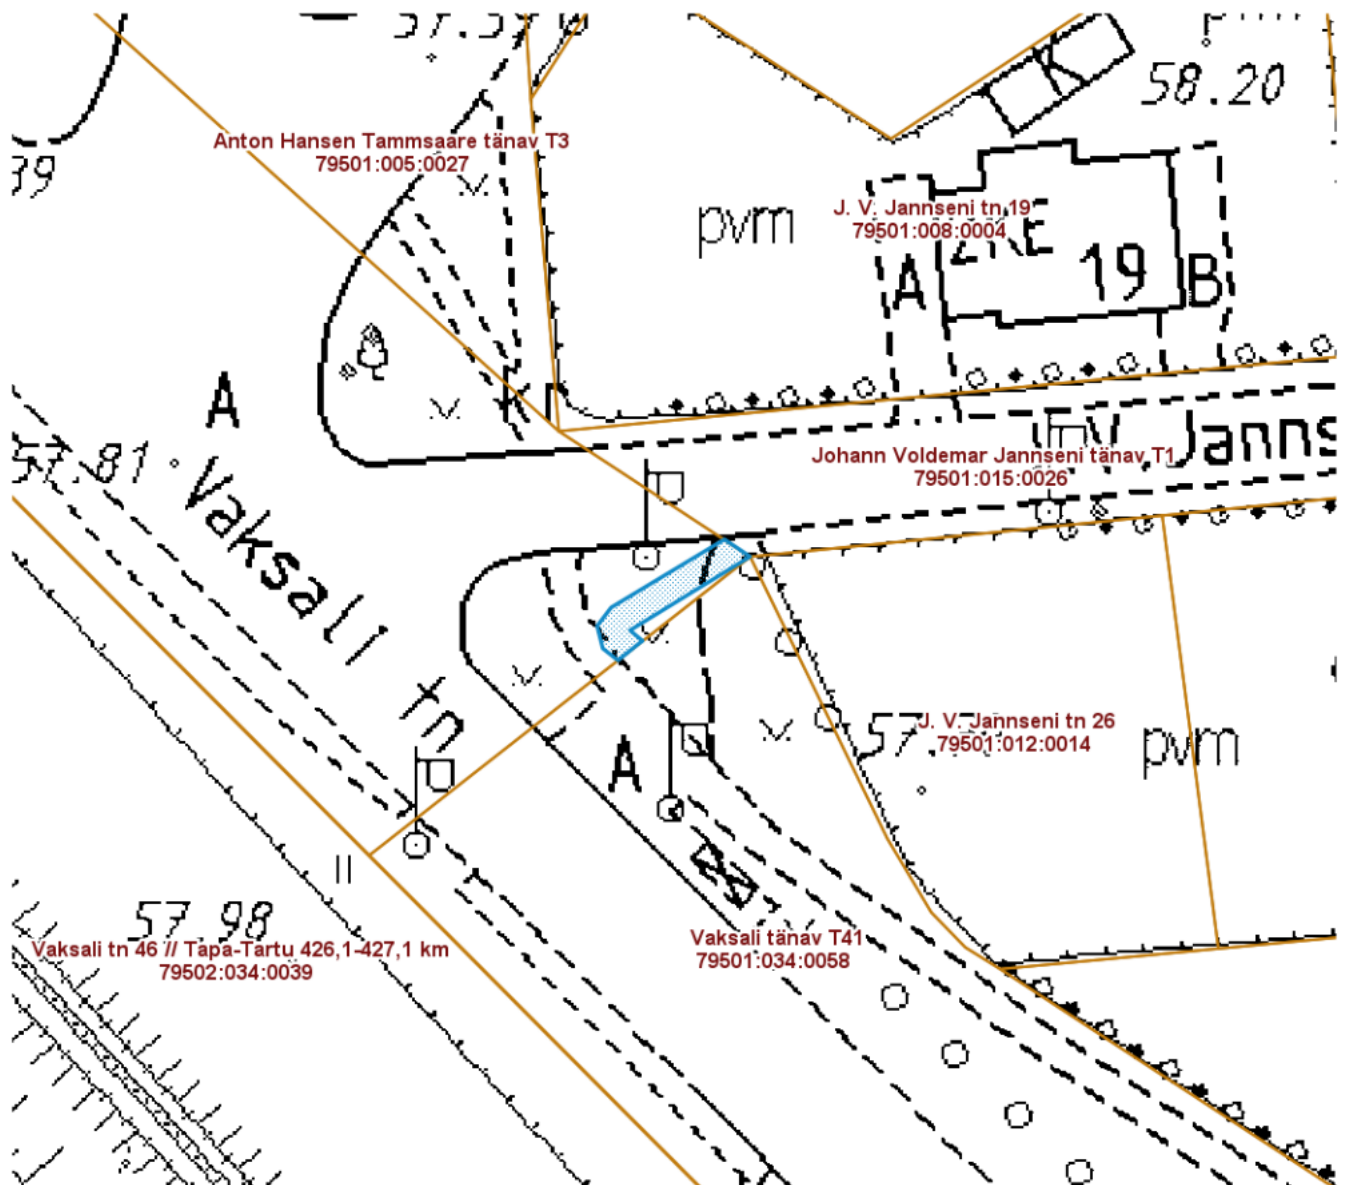 58.20
Anton Hansen Tammsaare tänav T3
79501:005:0027
39
pvm
J. V. Jannseni tn 19
79501:008:0004
A
19
B
K
A
57.81
Johann Voldemar Jannseni tänav T1
79501:015:0026
V. Janns
Vaksali tn
A
J. V. Jannseni tn 26
79501:012:0014
57.
pvm
II
57.98
Vaksali tn 46 // Tapa-Tartu 426,1-427,1 km
79502:034:0039
Vaksali tänav T41
79501:034:0058